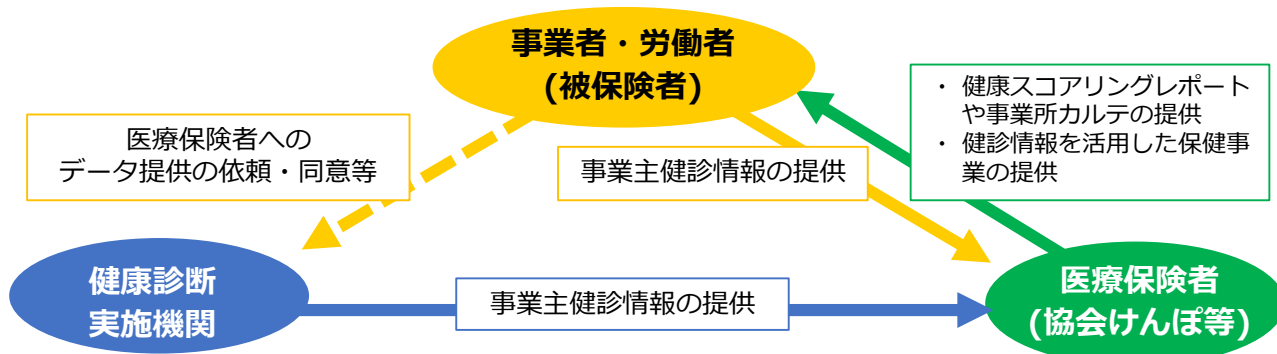 事業者・労働者
(被保険者)
・ 健康スコアリングレポート
や事業所カルテの提供
・ 健診情報を活用した保健事
業の提供
医療保険者への
データ提供の依頼・同意等
事業主健診情報の提供
健康診断
実施機関
事業主健診情報の提供
医療保険者
(協会けんぽ等)